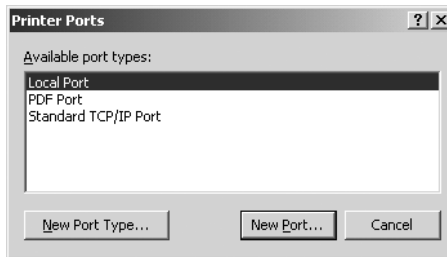 Printer Ports
Available port types:
Local Port
PDF Port
Standard TCP/IP Port
New Port Type...
New Port...
Cancel